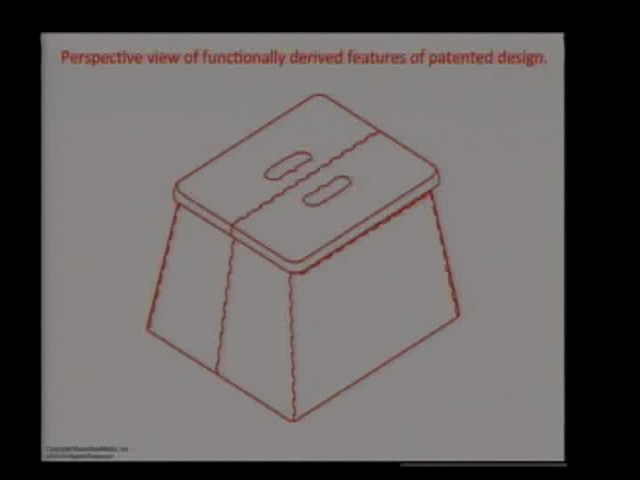 Perspective view of functionally derived features of patented design.